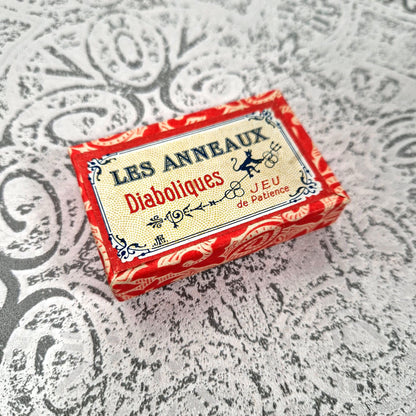 LES ANNEAUX
Diaboliques
JEU
de Patience